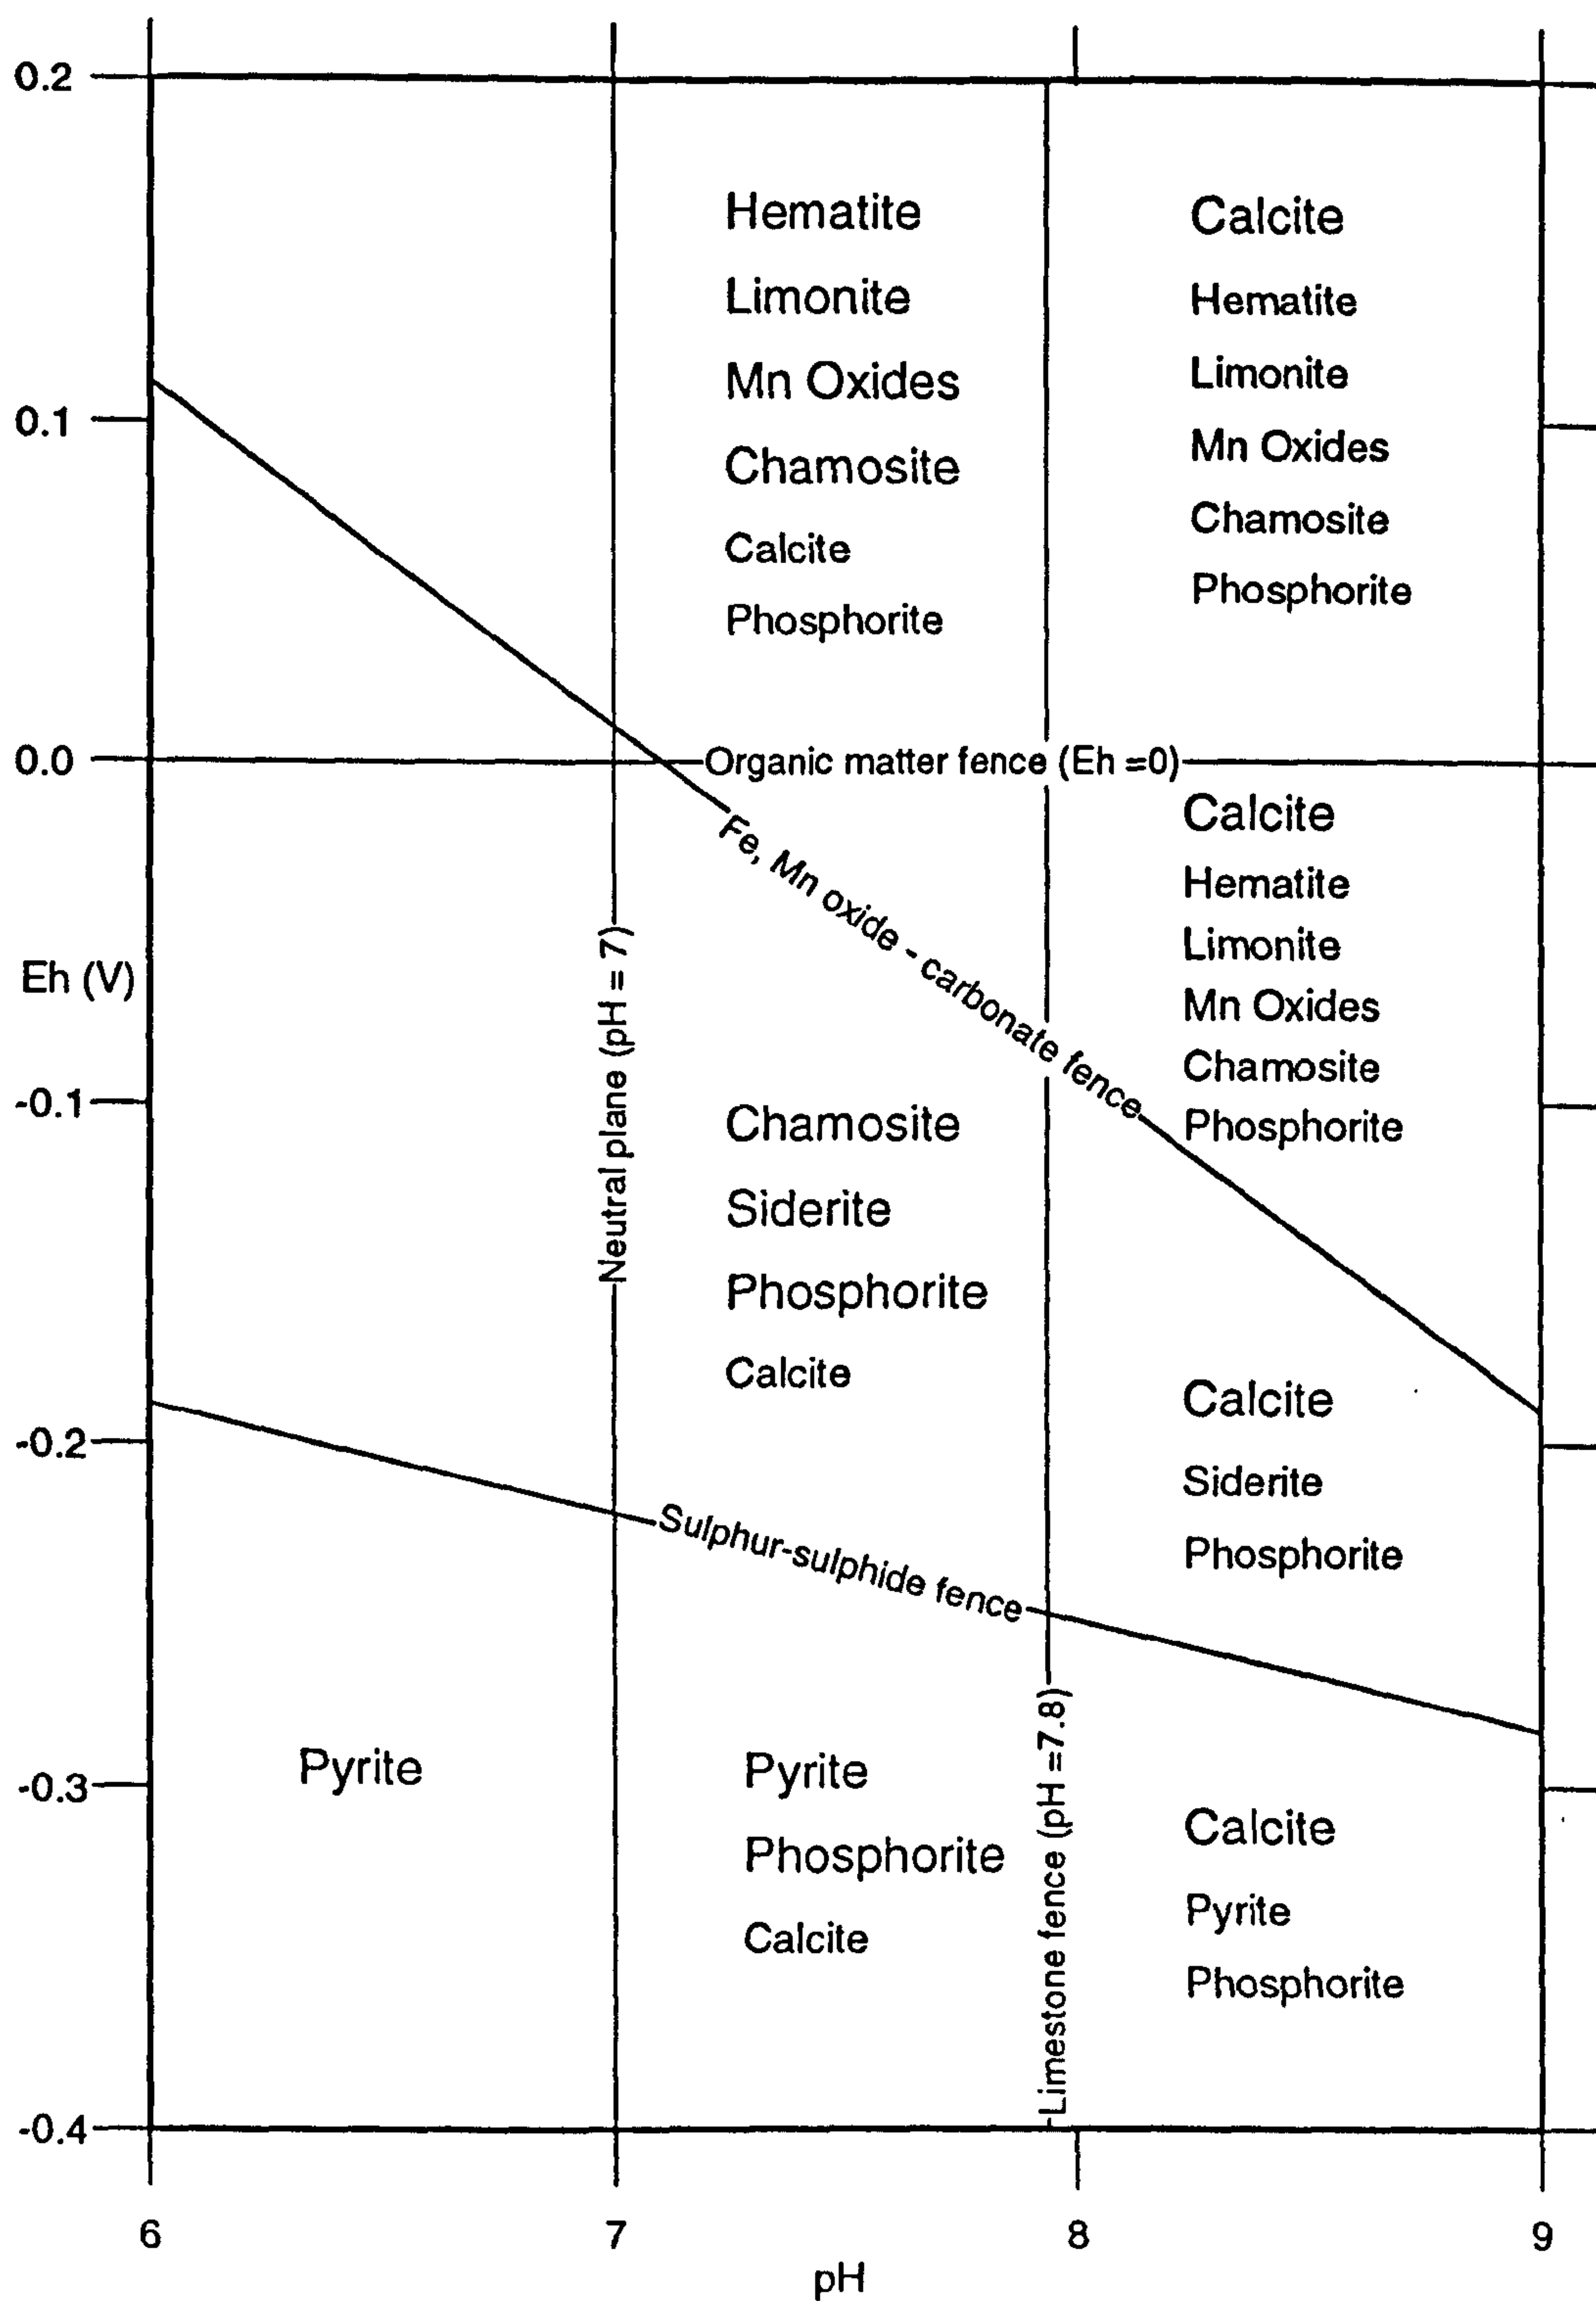 0.2
0.1
0.0
Eh (V)
-0.1
-0.2
-0.3
-0.4
Hematite
Limonite
Mn Oxides
Chamosite
Calcite
Phosphorite
Calcite
Hematite
Limonite
Mn Oxides
Chamosite
Phosphorite
Organic matter fence (Eh =0)
Fe, Mn oxide - carbonate fence
Neutral plane (pH = 7)
Calcite
Hematite
Limonite
Mn Oxides
Chamosite
Phosphorite
Chamosite
Siderite
Phosphorite
Calcite
Calcite
Siderite
Phosphorite
Sulphur-sulphide fence
Limestone fence (pH =7.8)
Pyrite
Pyrite
Phosphorite
Calcite
Calcite
Pyrite
Phosphorite
6
7
8
9
pH